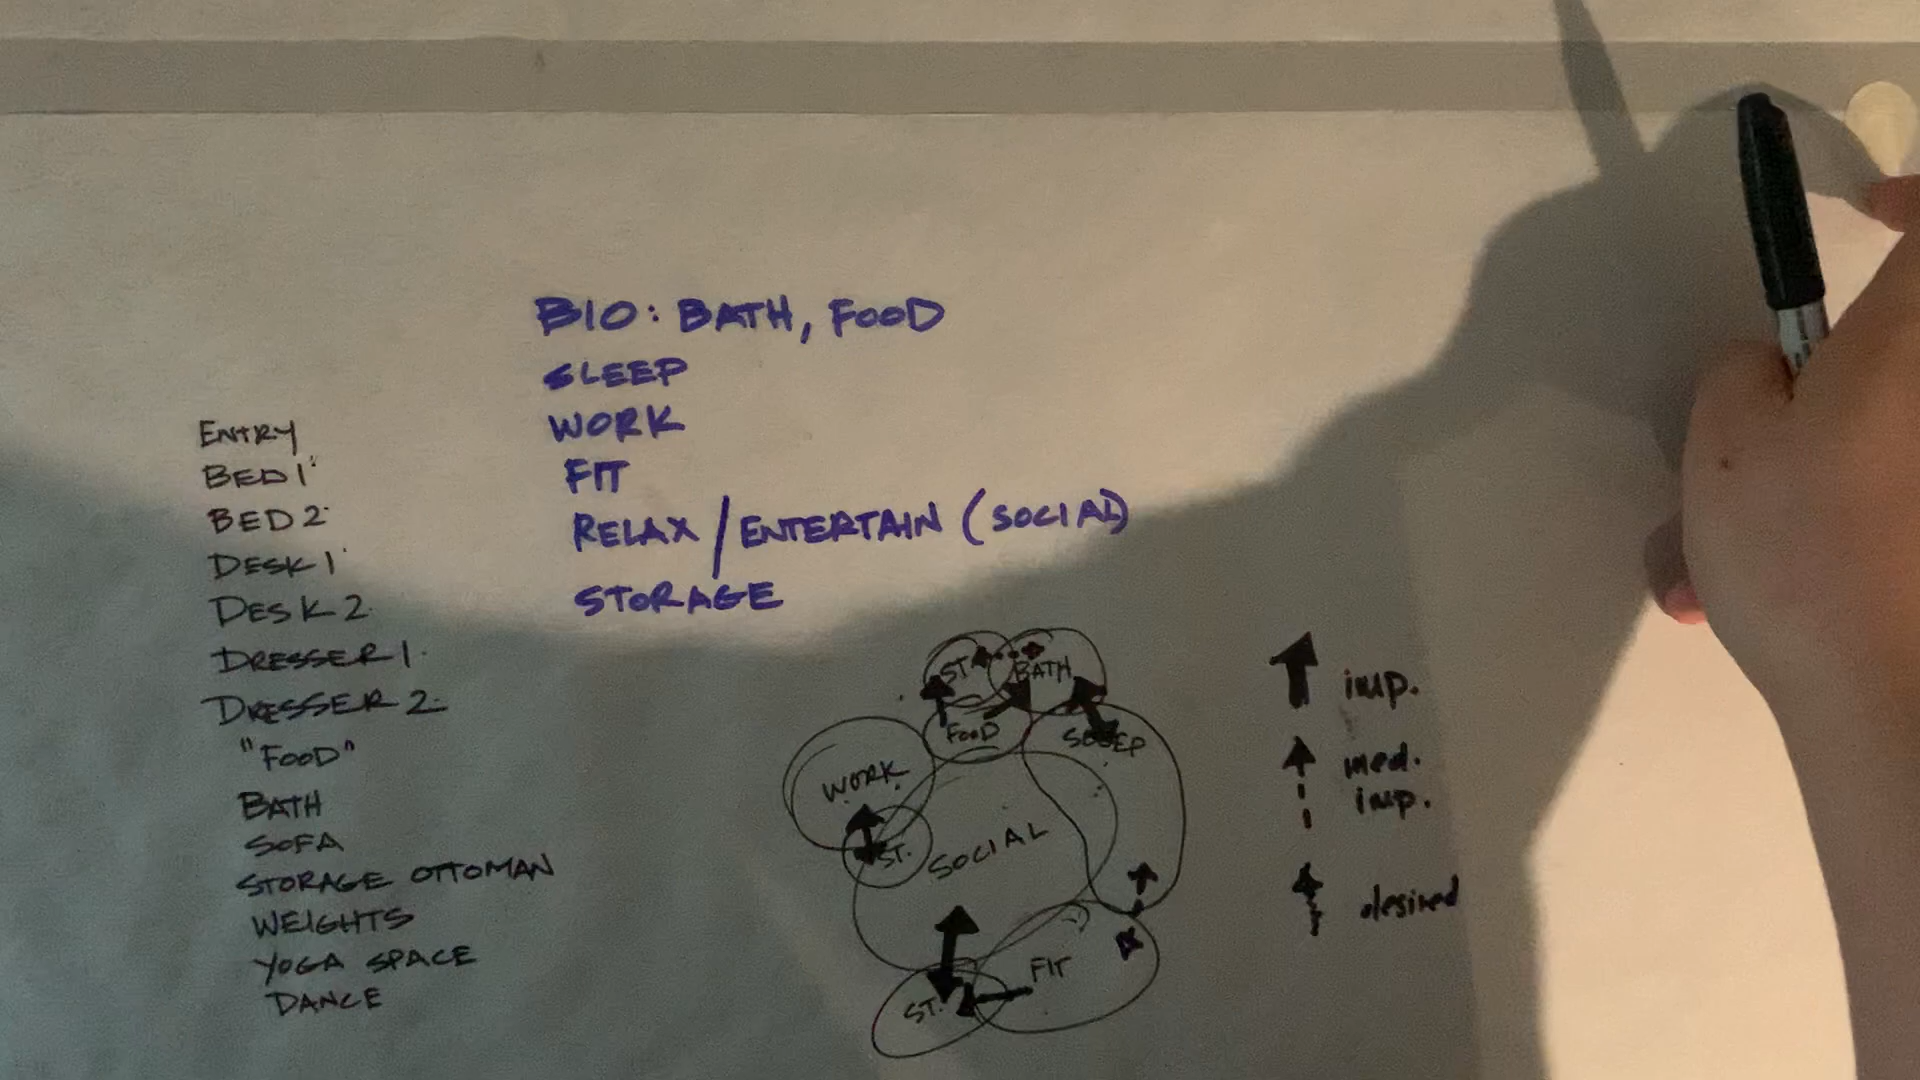 BIO: BATH, FOOD
SLEEP
WORK
FIT
RELAX / ENTERTAIN (SOCIAL)
STORAGE
ENTRY
BED 1
BED 2
DESK 1
DESK 2
DRESSER 1
DRESSER 2
"FOOD"
BATH
SOFA
STORAGE OTTOMAN
WEIGHTS
YOGA SPACE
DANCE
ST.
BATH
FOOD
SLEEP
WORK
ST.
SOCIAL
FIT
ST.
imp.
med.
imp.
desired